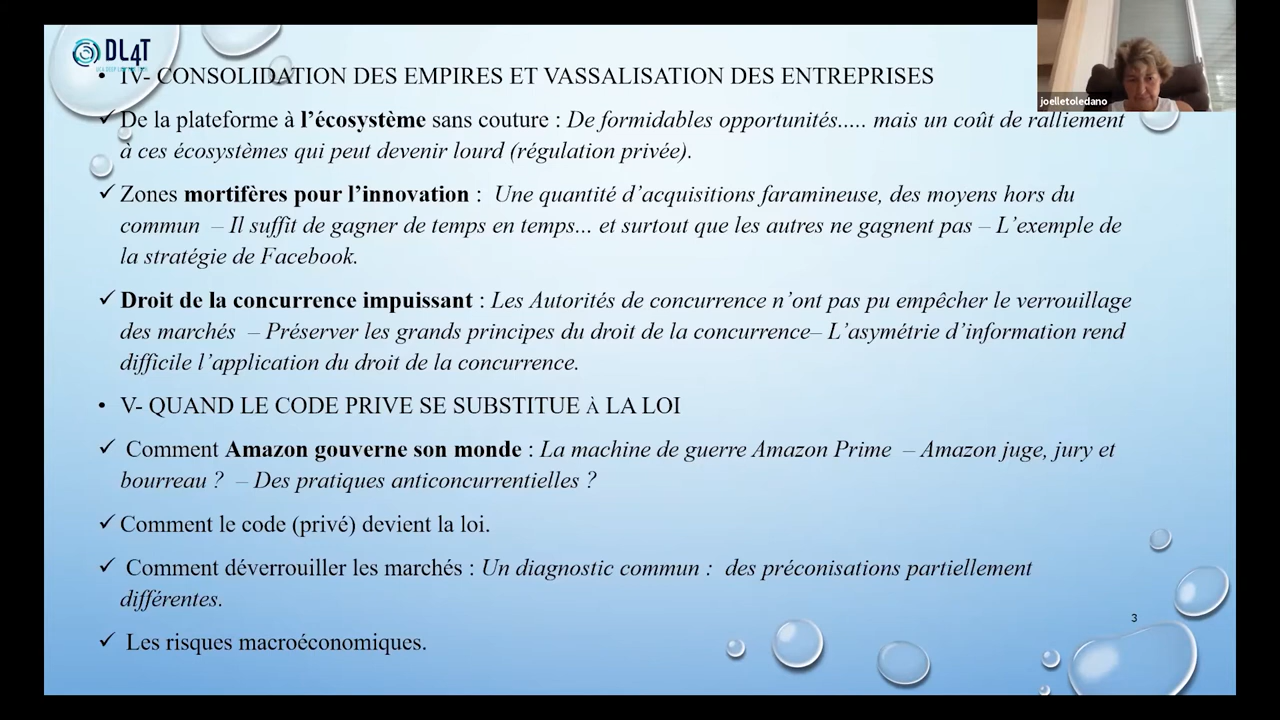 DL4T
• IV- CONSOLIDATION DES EMPIRES ET VASSALISATION DES ENTREPRISES
joelletoledano
✓ De la plateforme à l’écosystème sans couture : De formidables opportunités..... mais un coût de ralliement
à ces écosystèmes qui peut devenir lourd (régulation privée).
✓ Zones mortifères pour l’innovation : Une quantité d’acquisitions faramineuse, des moyens hors du
commun – Il suffit de gagner de temps en temps... et surtout que les autres ne gagnent pas – L’exemple de
la stratégie de Facebook.
✓ Droit de la concurrence impuissant : Les Autorités de concurrence n’ont pas pu empêcher le verrouillage
des marchés – Préserver les grands principes du droit de la concurrence– L’asymétrie d’information rend
difficile l’application du droit de la concurrence.
• V- QUAND LE CODE PRIVE SE SUBSTITUE À LA LOI
✓ Comment Amazon gouverne son monde : La machine de guerre Amazon Prime – Amazon juge, jury et
bourreau ? – Des pratiques anticoncurrentielles ?
✓ Comment le code (privé) devient la loi.
✓ Comment déverrouiller les marchés : Un diagnostic commun : des préconisations partiellement
différentes.
3
✓ Les risques macroéconomiques.